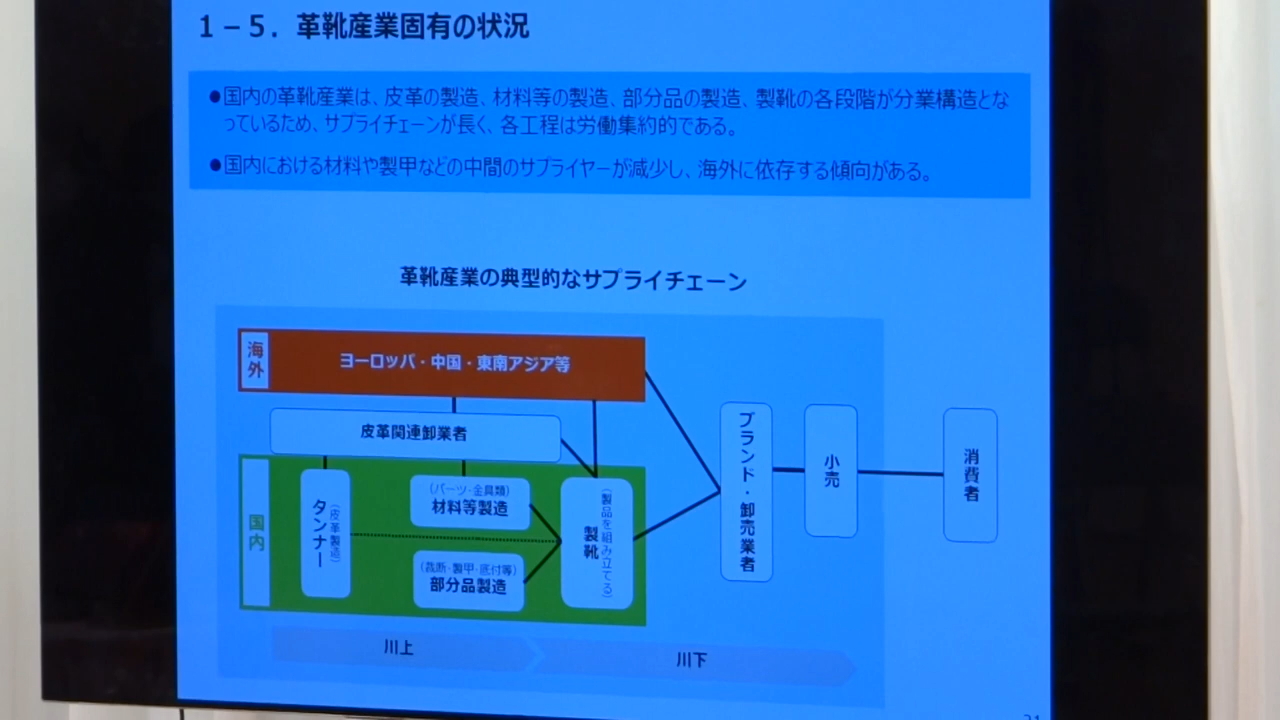 １－５．革靴産業固有の状況
●国内の革靴産業は、皮革の製造、材料等の製造、部分品の製造、製靴の各段階が分業構造とな
っているため、サプライチェーンが長く、各工程は労働集約的である。
●国内における材料や製甲などの中間のサプライヤーが減少し、海外に依存する傾向がある。
革靴産業の典型的なサプライチェーン
海外
ヨーロッパ・中国・東南アジア等
皮革関連卸業者
国内
タンナー
(皮革製造)
(パーツ・金具類)
材料等製造
(裁断・製甲・底付等)
部分品製造
製靴
(製品を組み立てる)
ブランド・卸売業者
小売
消費者
川上
川下